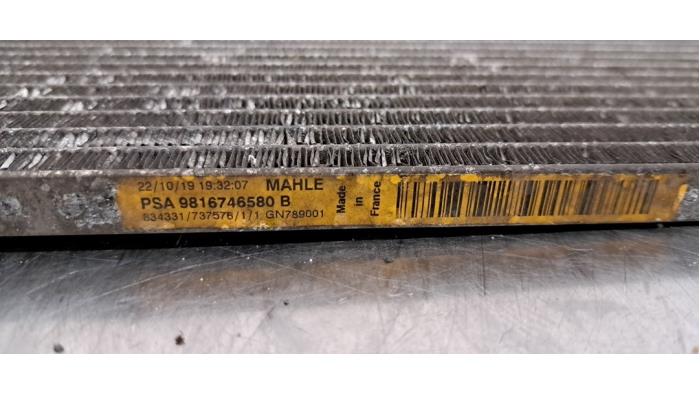 22/10/19 19:32:07 MAHLE
PSA 9816746580 B
834331/737576/1/1 GN789001
Made
in
France